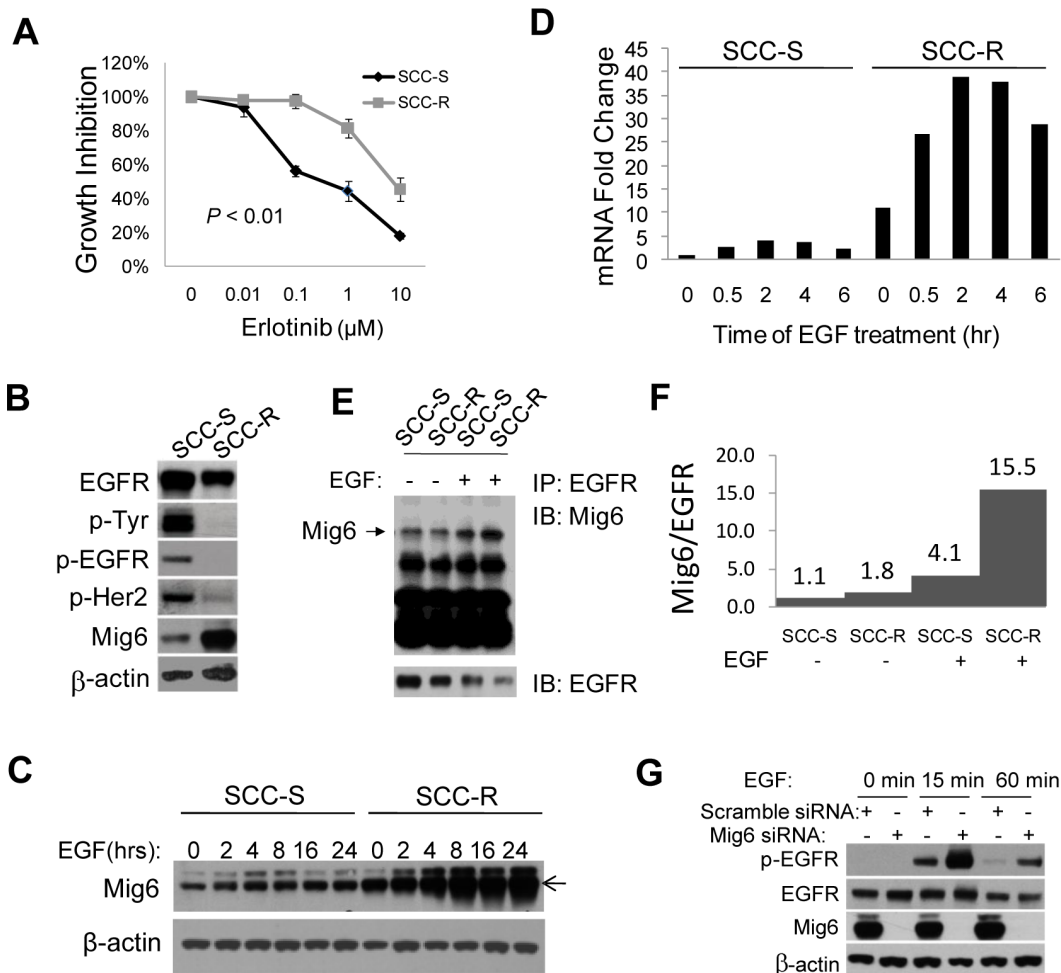 A
120%
100%
80%
60%
40%
20%
0%
Growth Inhibition
SCC-S
SCC-R
P < 0.01
0 0.01 0.1 1 10
Erlotinib (µM)
D
SCC-S SCC-R
45
40
35
30
25
20
15
10
5
0
mRNA Fold Change
0 0.5 2 4 6 0 0.5 2 4 6
Time of EGF treatment (hr)
B
SCC-S SCC-R
EGFR
p-Tyr
p-EGFR
p-Her2
Mig6
β-actin
E
SCC-S SCC-R SCC-S SCC-R
EGF: - - + +
IP: EGFR
IB: Mig6
Mig6
IB: EGFR
F
20.0
15.0
10.0
5.0
0.0
Mig6/EGFR
1.1 1.8 4.1 15.5
SCC-S SCC-R SCC-S SCC-R
EGF - - + +
C
SCC-S SCC-R
EGF(hrs): 0 2 4 8 16 24 0 2 4 8 16 24
Mig6
β-actin
G
EGF: 0 min 15 min 60 min
Scramble siRNA: + - + - + -
Mig6 siRNA: - + - + - +
p-EGFR
EGFR
Mig6
β-actin